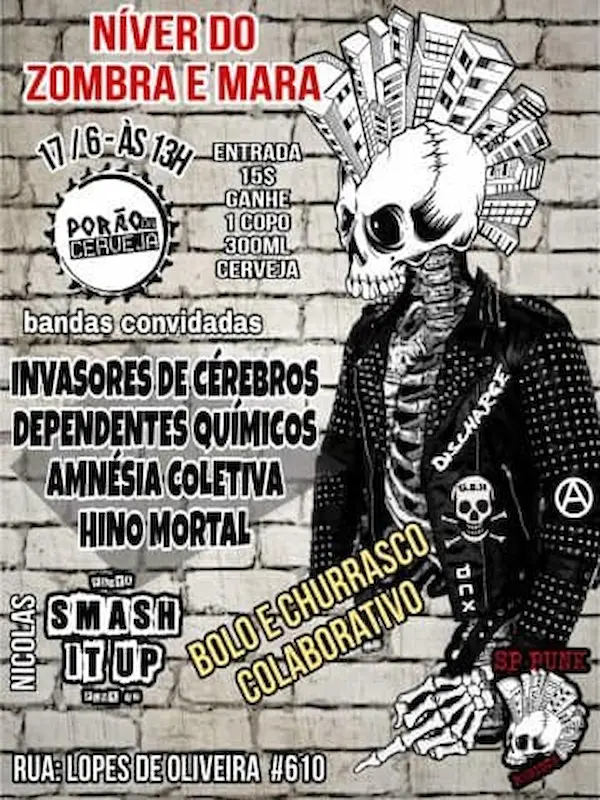 NÍVER DO
ZOMBRA E MARA
17/6 - ÀS 13H
PORÃO DA
CERVEJA
ENTRADA
15$
GANHE
1 COPO
300ML
CERVEJA
bandas convidadas
INVASORES DE CÉREBROS
DEPENDENTES QUÍMICOS
AMNÉSIA COLETIVA
HINO MORTAL
DISCHARGE
G.B.H
A
NICOLAS
SMASH
IT UP
BOLO E CHURRASCO
COLABORATIVO
SP PUNK
RUA: LOPES DE OLIVEIRA #610